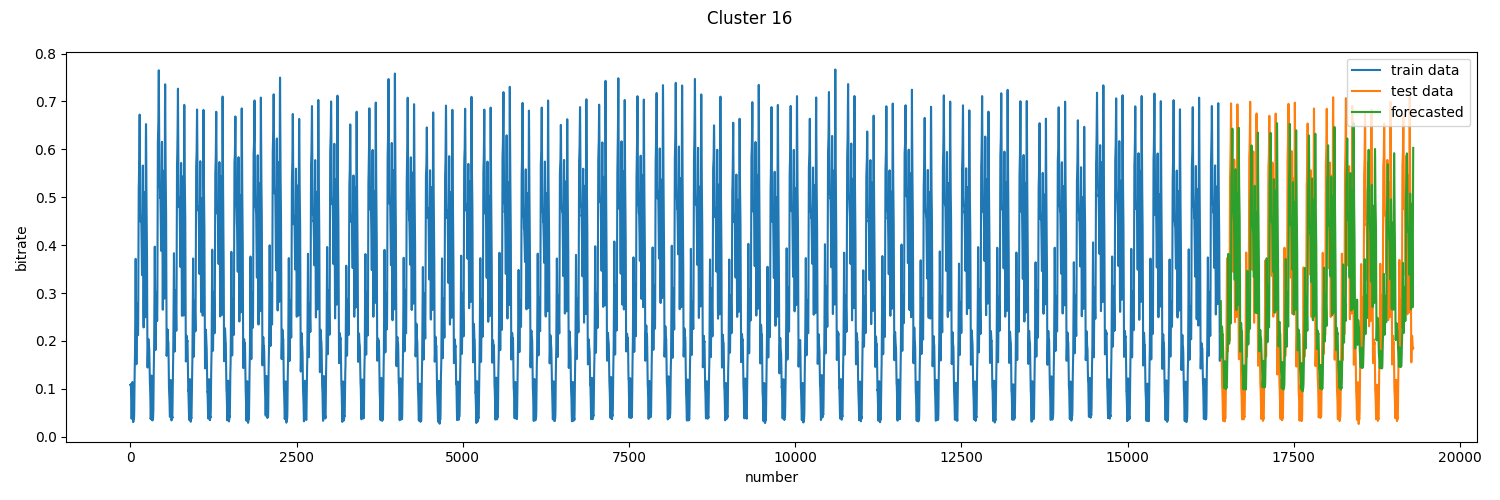 Cluster 16
0.8
0.7
0.6
0.5
0.4
0.3
0.2
0.1
0.0
bitrate
train data
test data
forecasted
0 2500 5000 7500 10000 12500 15000 17500 20000
number